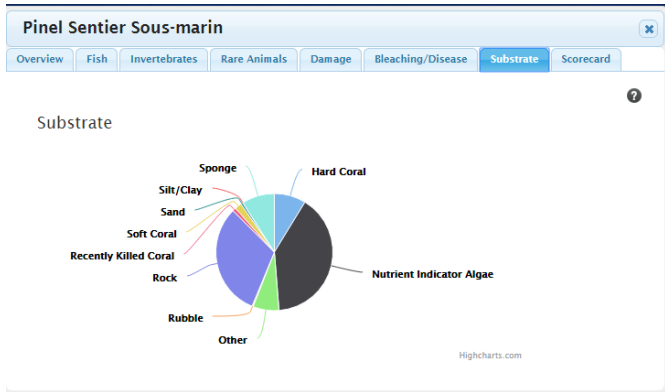 Pinel Sentier Sous-marin
Overview Fish Invertebrates Rare Animals Damage Bleaching/Disease Substrate Scorecard
Substrate
Sponge
Hard Coral
Silt/Clay
Sand
Soft Coral
Recently Killed Coral
Nutrient Indicator Algae
Rock
Rubble
Other
Highcharts.com